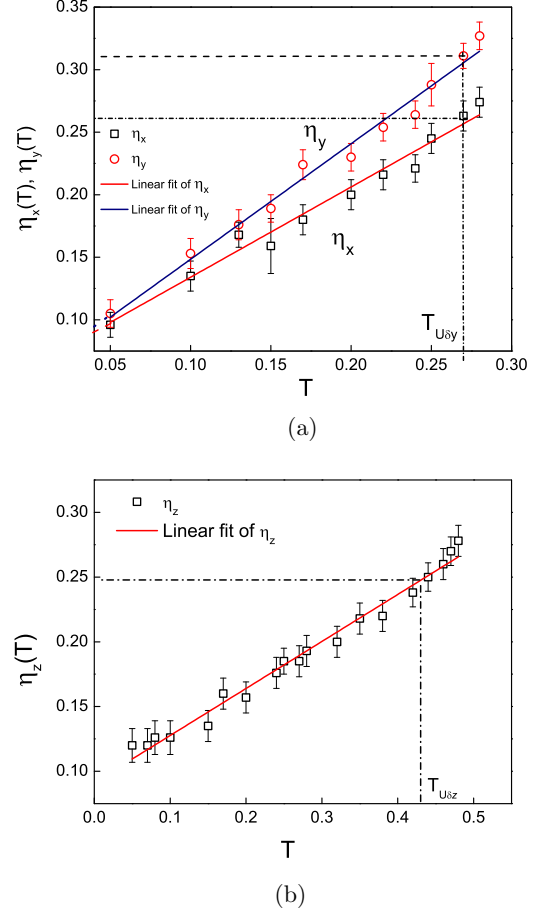 0.35
0.30
0.25
0.20
0.15
0.10
ηx(T), ηy(T)
ηx
ηy
Linear fit of ηx
Linear fit of ηy
ηy
ηx
TUδy
0.05 0.10 0.15 0.20 0.25 0.30
T
(a)
0.30
0.25
0.20
0.15
0.10
ηz(T)
ηz
Linear fit of ηz
TUδz
0.0 0.1 0.2 0.3 0.4 0.5
T
(b)